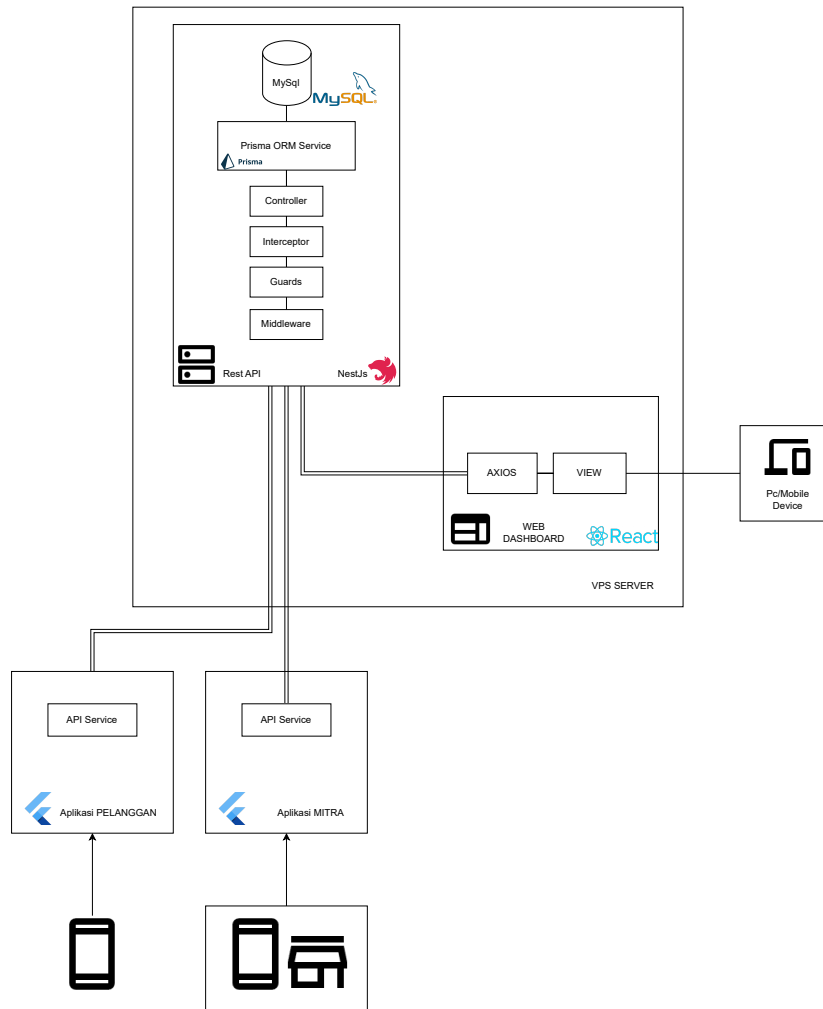 MySql
MySQL®
Prisma ORM Service
Prisma
Controller
Interceptor
Guards
Middleware
Rest API
NestJs
AXIOS
VIEW
WEB
DASHBOARD
React
Pc/Mobile
Device
VPS SERVER
API Service
API Service
Aplikasi PELANGGAN
Aplikasi MITRA